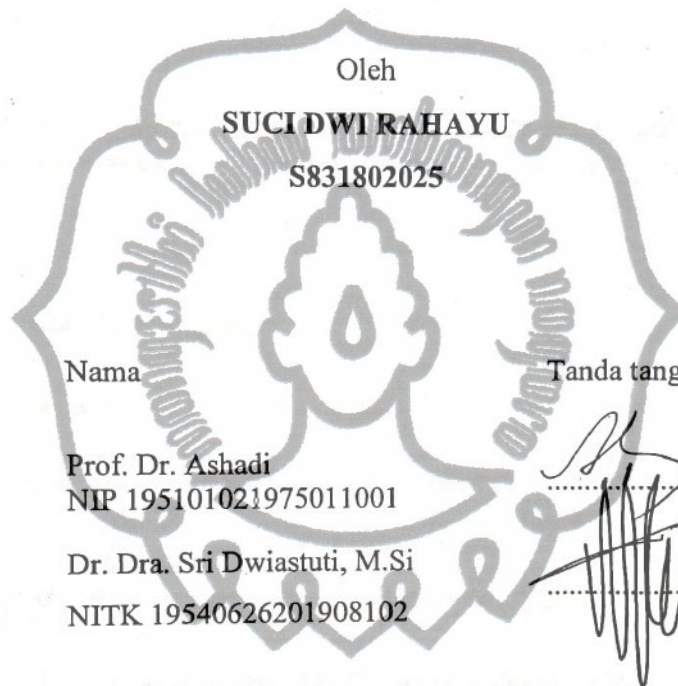 Oleh
SUCI DWI RAHAYU
S831802025
Nama
Tanda tang
Prof. Dr. Ashadi
NIP 195101021975011001
Dr. Dra. Sri Dwiastuti, M.Si
NITK 19540626201908102